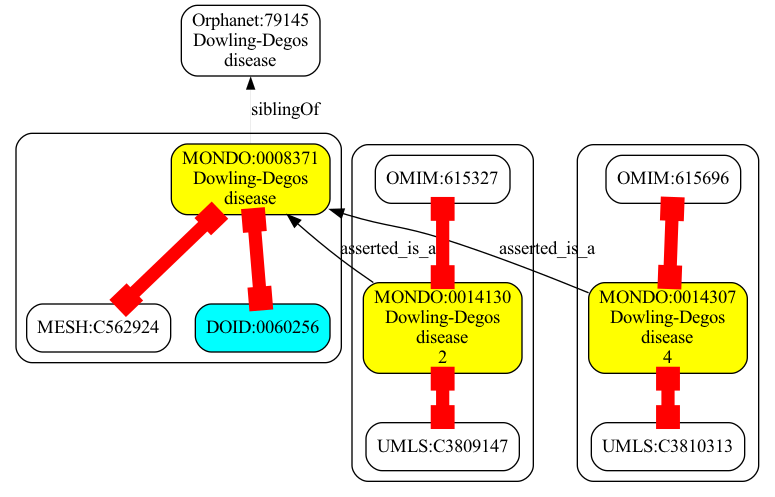 Orphanet:79145
Dowling-Degos
disease
siblingOf
MONDO:0008371
Dowling-Degos
disease
OMIM:615327
OMIM:615696
asserted_is_a
asserted_is_a
MESH:C562924
DOID:0060256
MONDO:0014130
Dowling-Degos
disease
2
MONDO:0014307
Dowling-Degos
disease
4
UMLS:C3809147
UMLS:C3810313